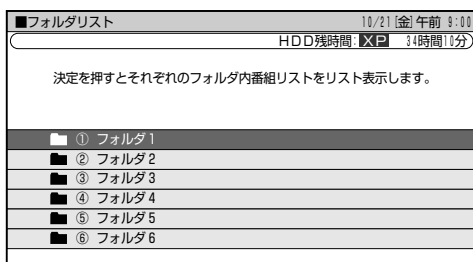 ■フォルダリスト 10/21[金]午前 9:00
HDD残時間: XP 34時間10分
決定を押すとそれぞれのフォルダ内番組リストをリスト表示します。
① フォルダ1
② フォルダ2
③ フォルダ3
④ フォルダ4
⑤ フォルダ5
⑥ フォルダ6